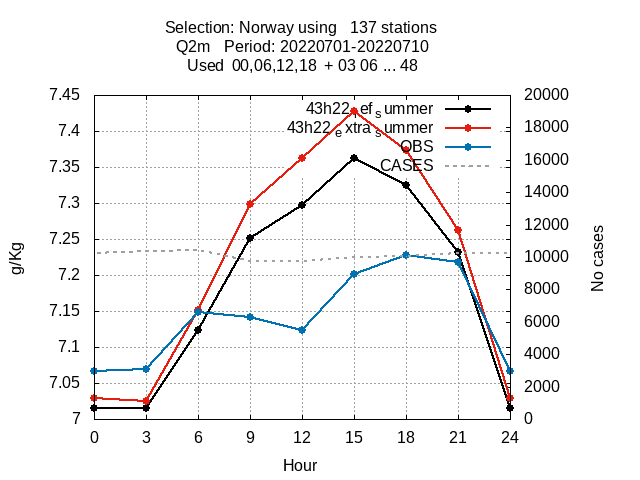 Selection: Norway using   137 stations
Q2m   Period: 20220701-20220710
Used  00,06,12,18  + 03 06 ... 48
7.45
7.4
7.35
7.3
7.25
7.2
7.15
7.1
7.05
7
20000
18000
16000
14000
12000
10000
8000
6000
4000
2000
0
43h22_ref_summer
43h22_extra_summer
OBS
CASES
g/Kg
No cases
0 3 6 9 12 15 18 21 24
Hour